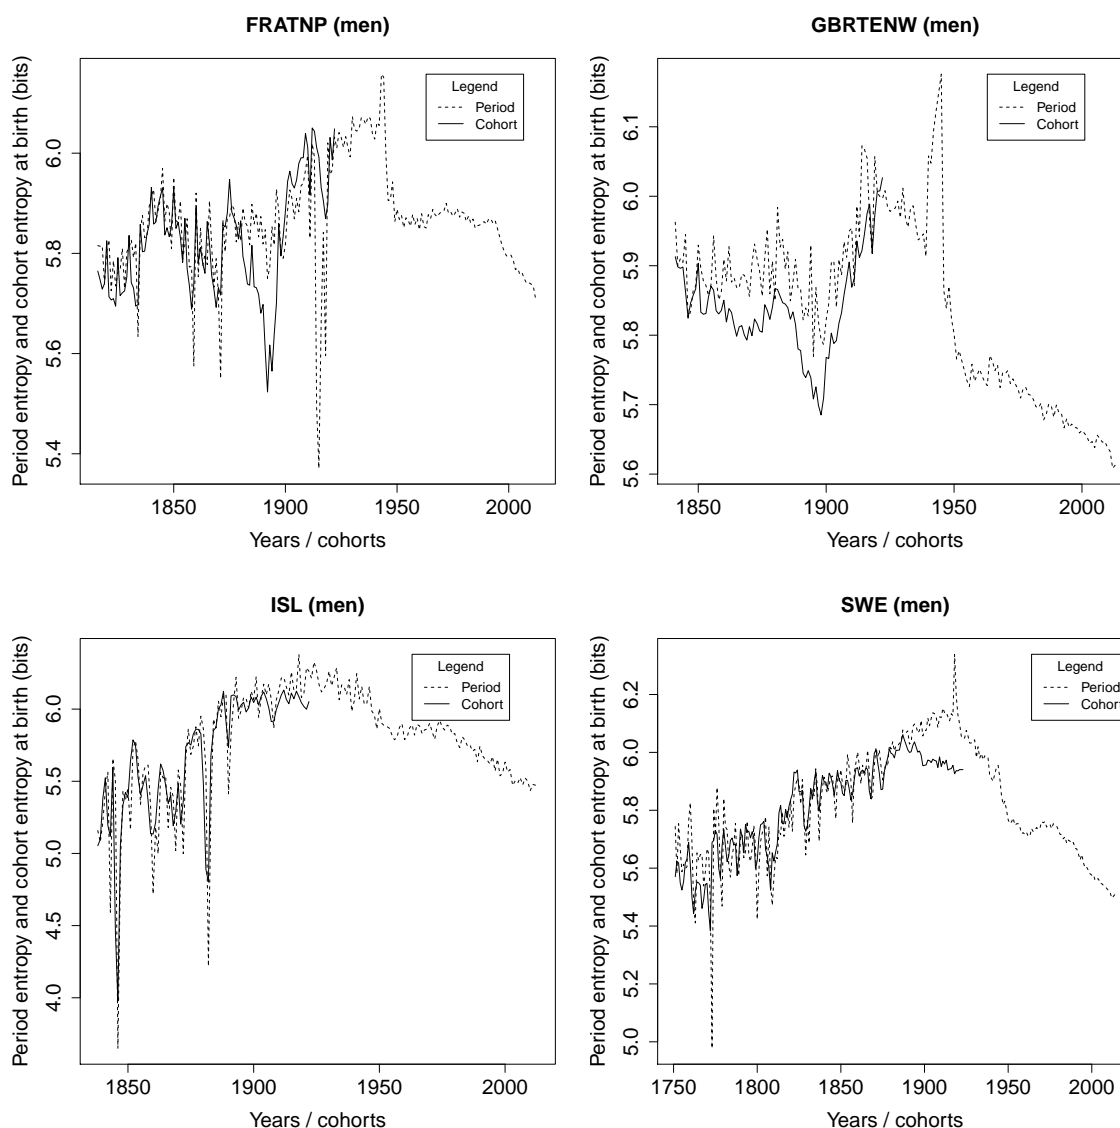 FRATNP (men)
Period entropy and cohort entropy at birth (bits)
6.0
5.8
5.6
5.4
Legend
Period
Cohort
1850 1900 1950 2000
Years / cohorts
GBRTENW (men)
Period entropy and cohort entropy at birth (bits)
6.1
6.0
5.9
5.8
5.7
5.6
Legend
Period
Cohort
1850 1900 1950 2000
Years / cohorts
ISL (men)
Period entropy and cohort entropy at birth (bits)
6.0
5.5
5.0
4.5
4.0
Legend
Period
Cohort
1850 1900 1950 2000
Years / cohorts
SWE (men)
Period entropy and cohort entropy at birth (bits)
6.2
6.0
5.8
5.6
5.4
5.2
5.0
Legend
Period
Cohort
1750 1800 1850 1900 1950 2000
Years / cohorts